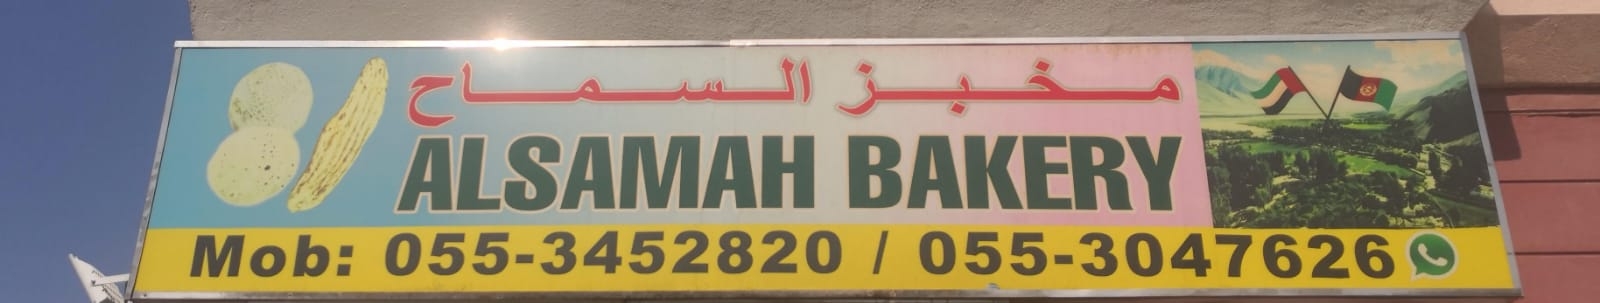 مخبز السماح
ALSAMAH BAKERY
Mob: 055-3452820 / 055-3047626